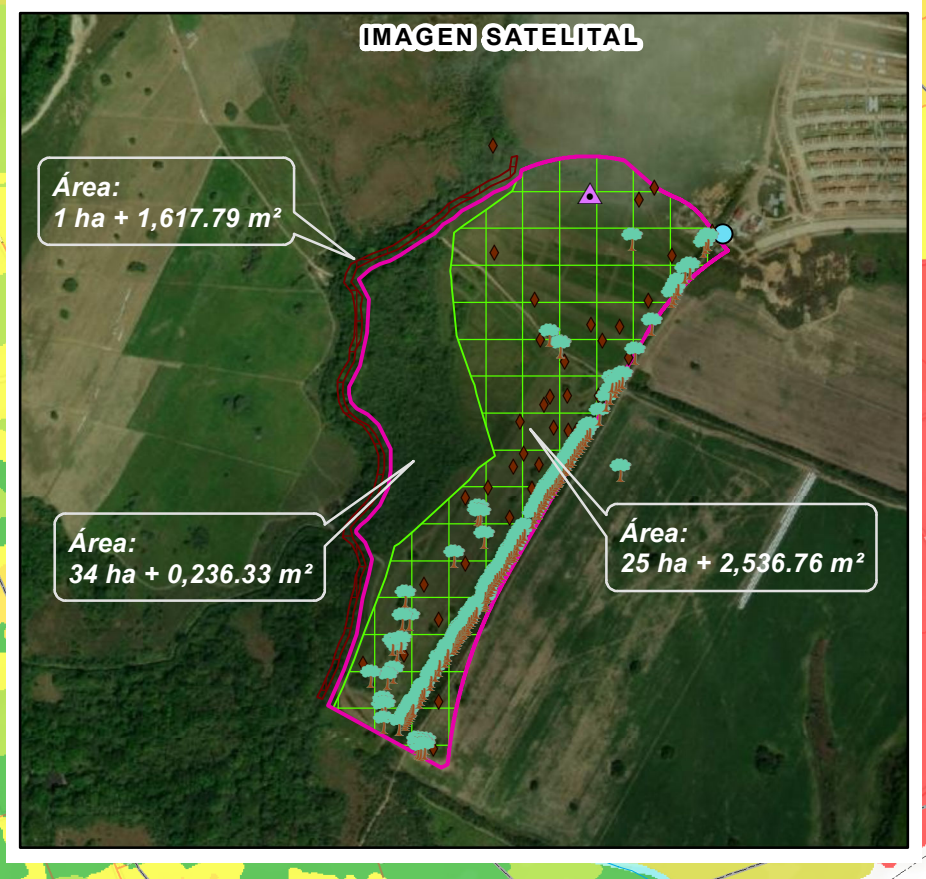 IMAGEN SATELITAL
Área:
1 ha + 1,617.79 m²
Área:
34 ha + 0,236.33 m²
Área:
25 ha + 2,536.76 m²